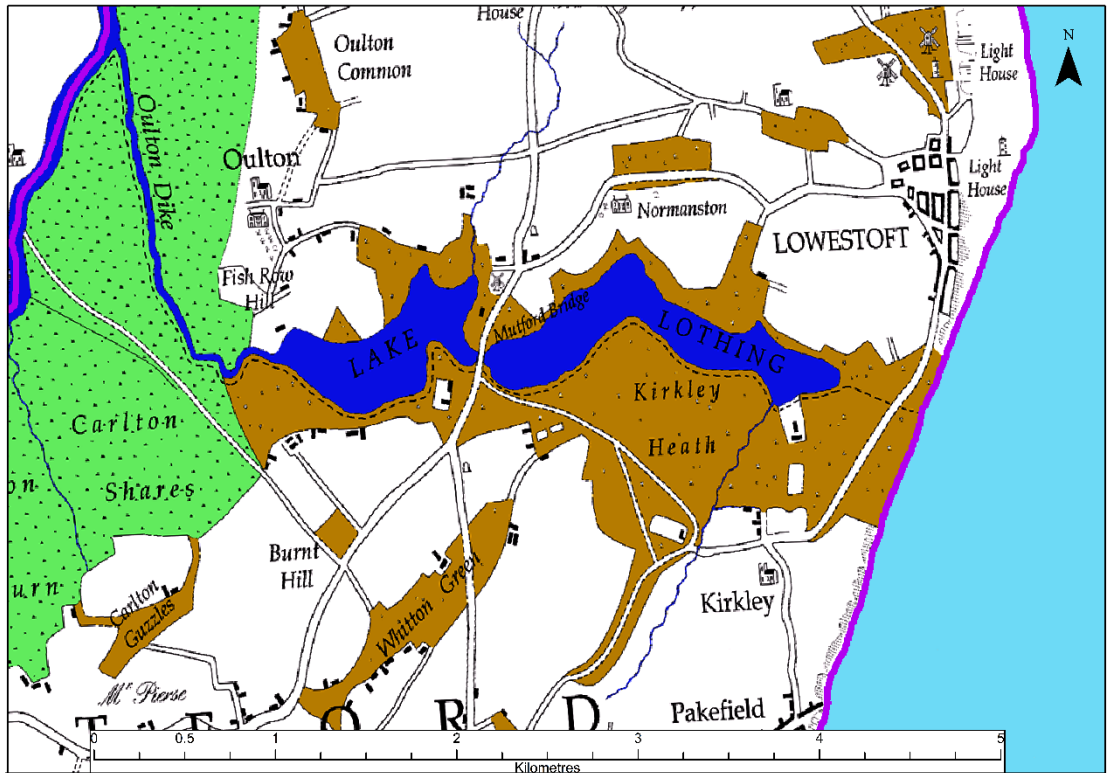 House
N
Oulton
Common
Light
House
Oulton Dike
Oulton
Light
House
Normanston
LOWESTOFT
Fish Row
Hill
Mutford Bridge
LAKE
LOTHING
Kirkley
Heath
Carlton
Shares
on
Burnt
Hill
Whitton Green
urn
Carlton
Guzzles
Kirkley
Mr. Pierse
Pakefield
T F O R D
0 0.5 1 2 3 4 5
Kilometres